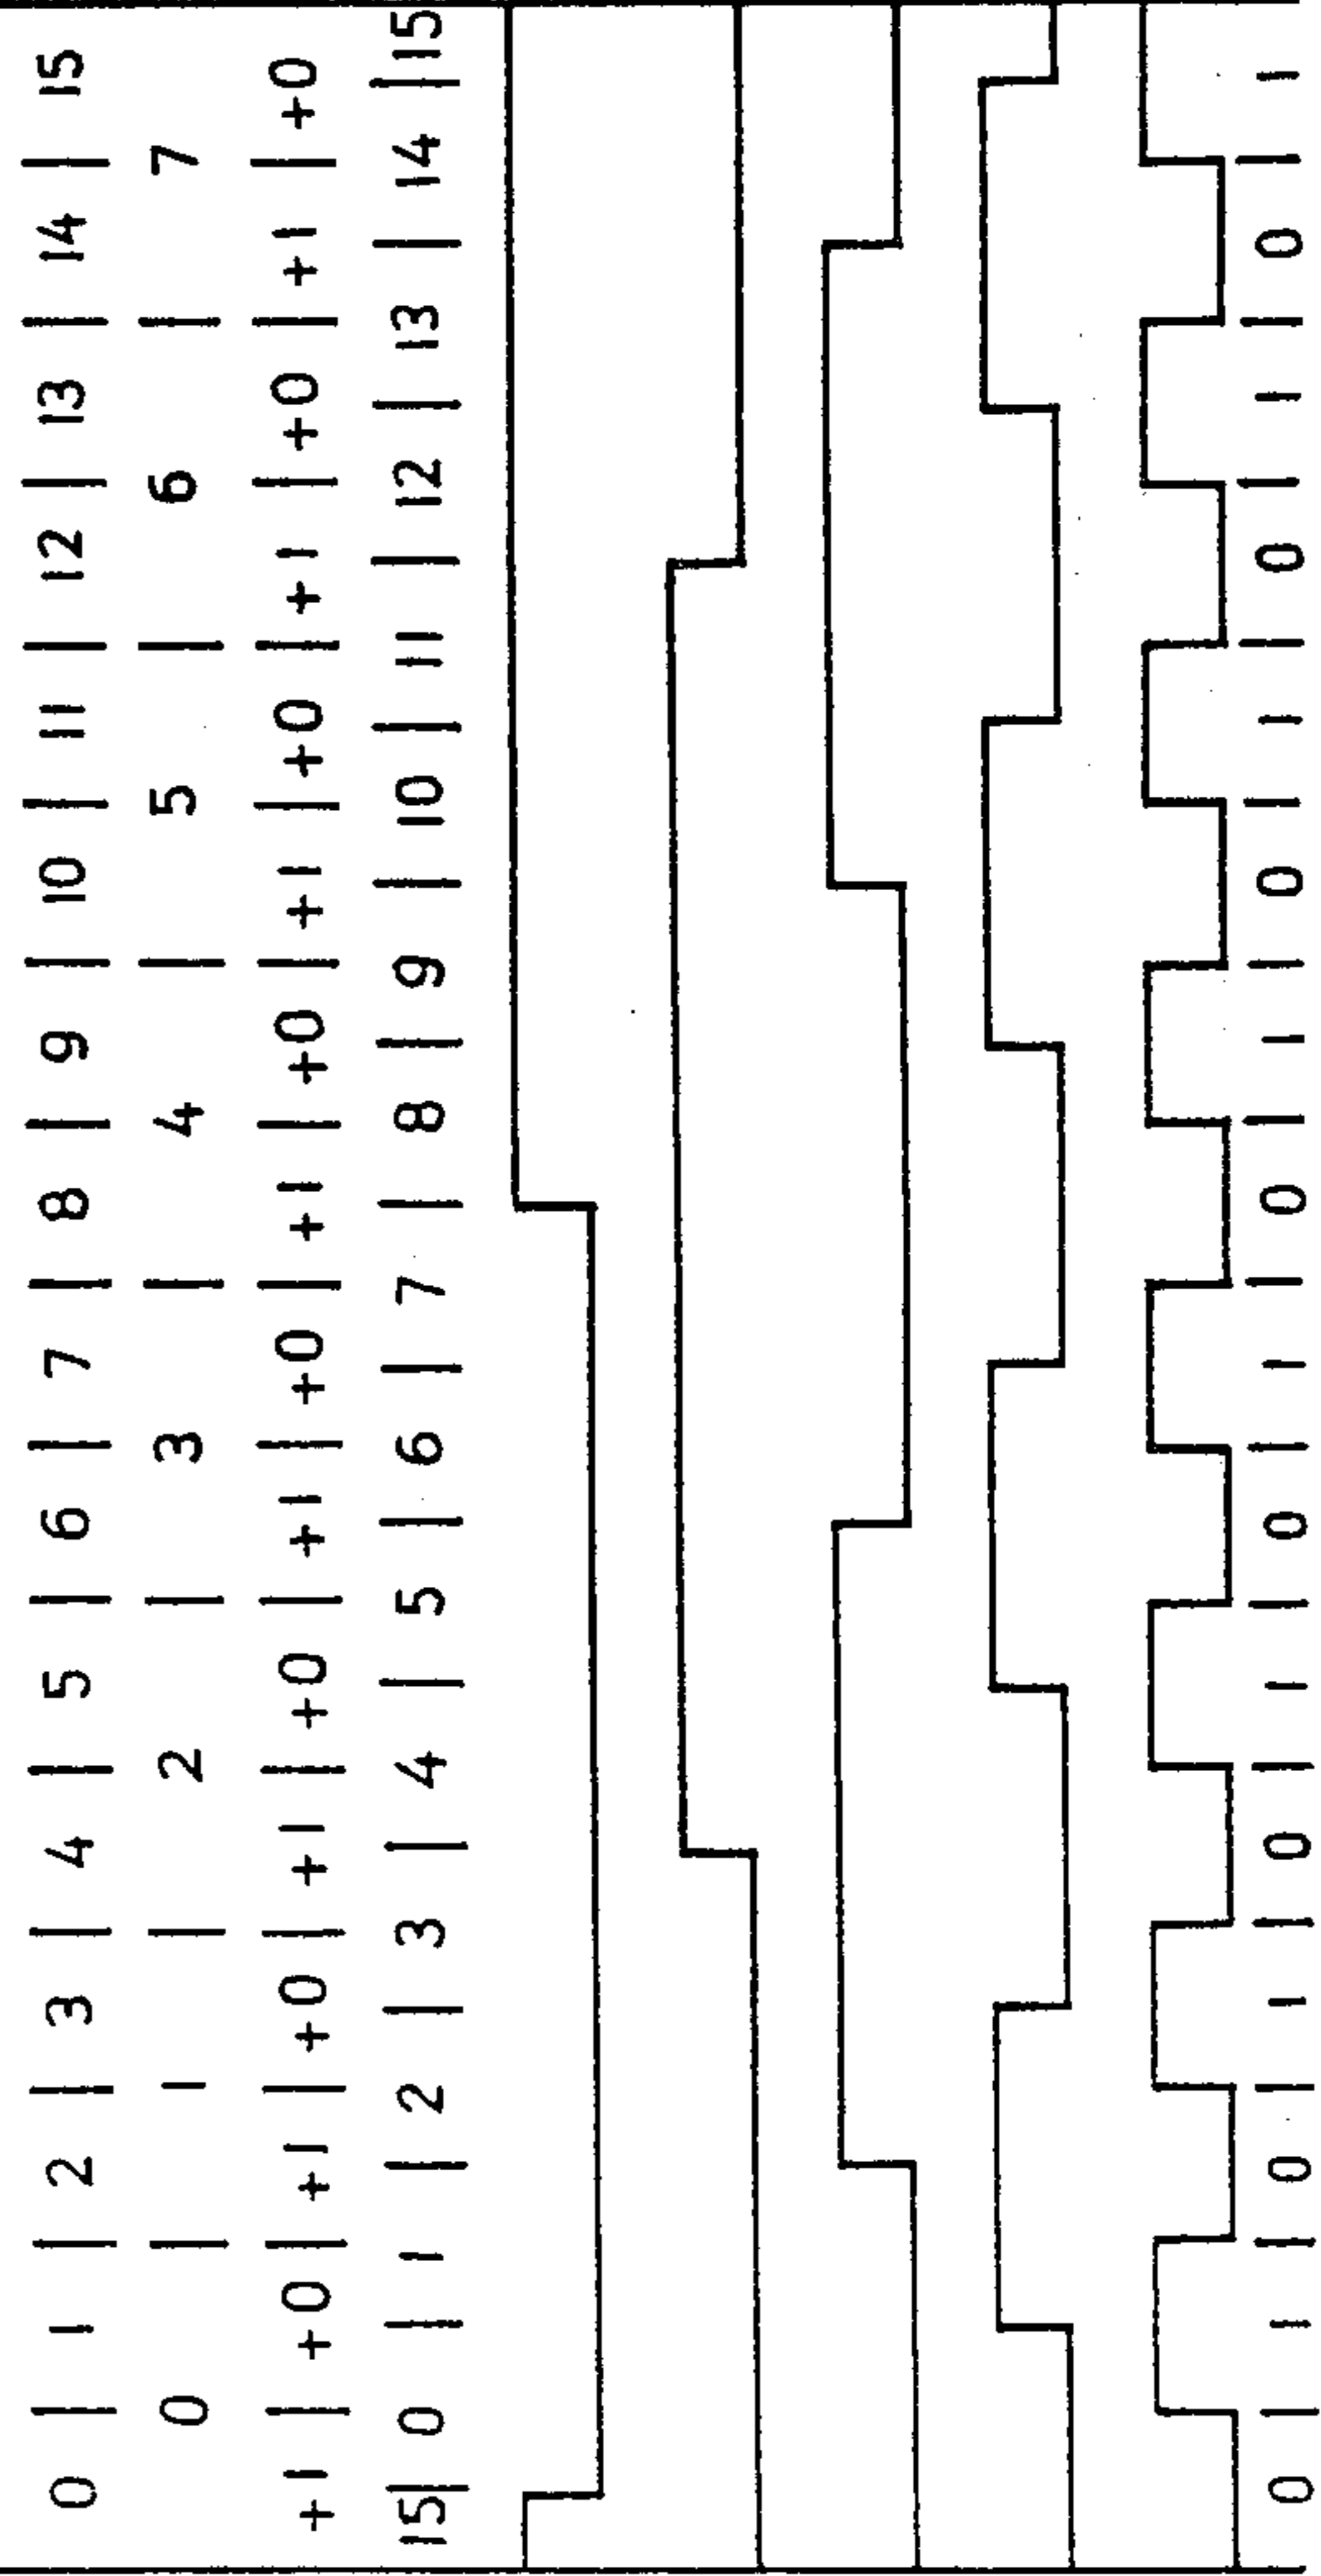 0 | 1 | 2 | 3 | 4 | 5 | 6 | 7 | 8 | 9 | 10 | 11 | 12 | 13 | 14 | 15
0 | 1 | 2 | 3 | 4 | 5 | 6 | 7
+1 | +0 | +1 | +0 | +1 | +0 | +1 | +0 | +1 | +0 | +1 | +0 | +1 | +0 | +1 | +0
15 | 0 | 1 | 2 | 3 | 4 | 5 | 6 | 7 | 8 | 9 | 10 | 11 | 12 | 13 | 14 | 15
0 | 1 | 0 | 1 | 0 | 1 | 0 | 1 | 0 | 1 | 0 | 1 | 0 | 1 | 0 | 1